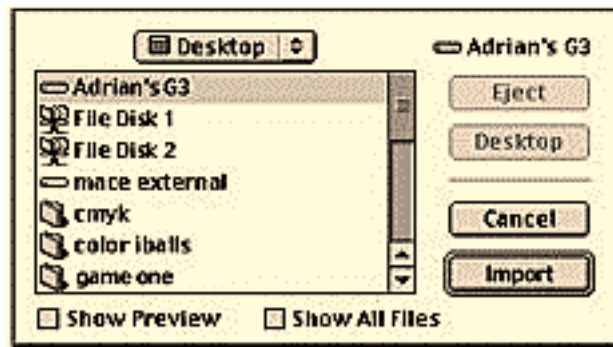 Desktop
Adrian's G3
Adrian's G3
File Disk 1
File Disk 2
mace external
cmyk
color iballs
game one
Eject
Desktop
Cancel
Import
Show Preview
Show All Files